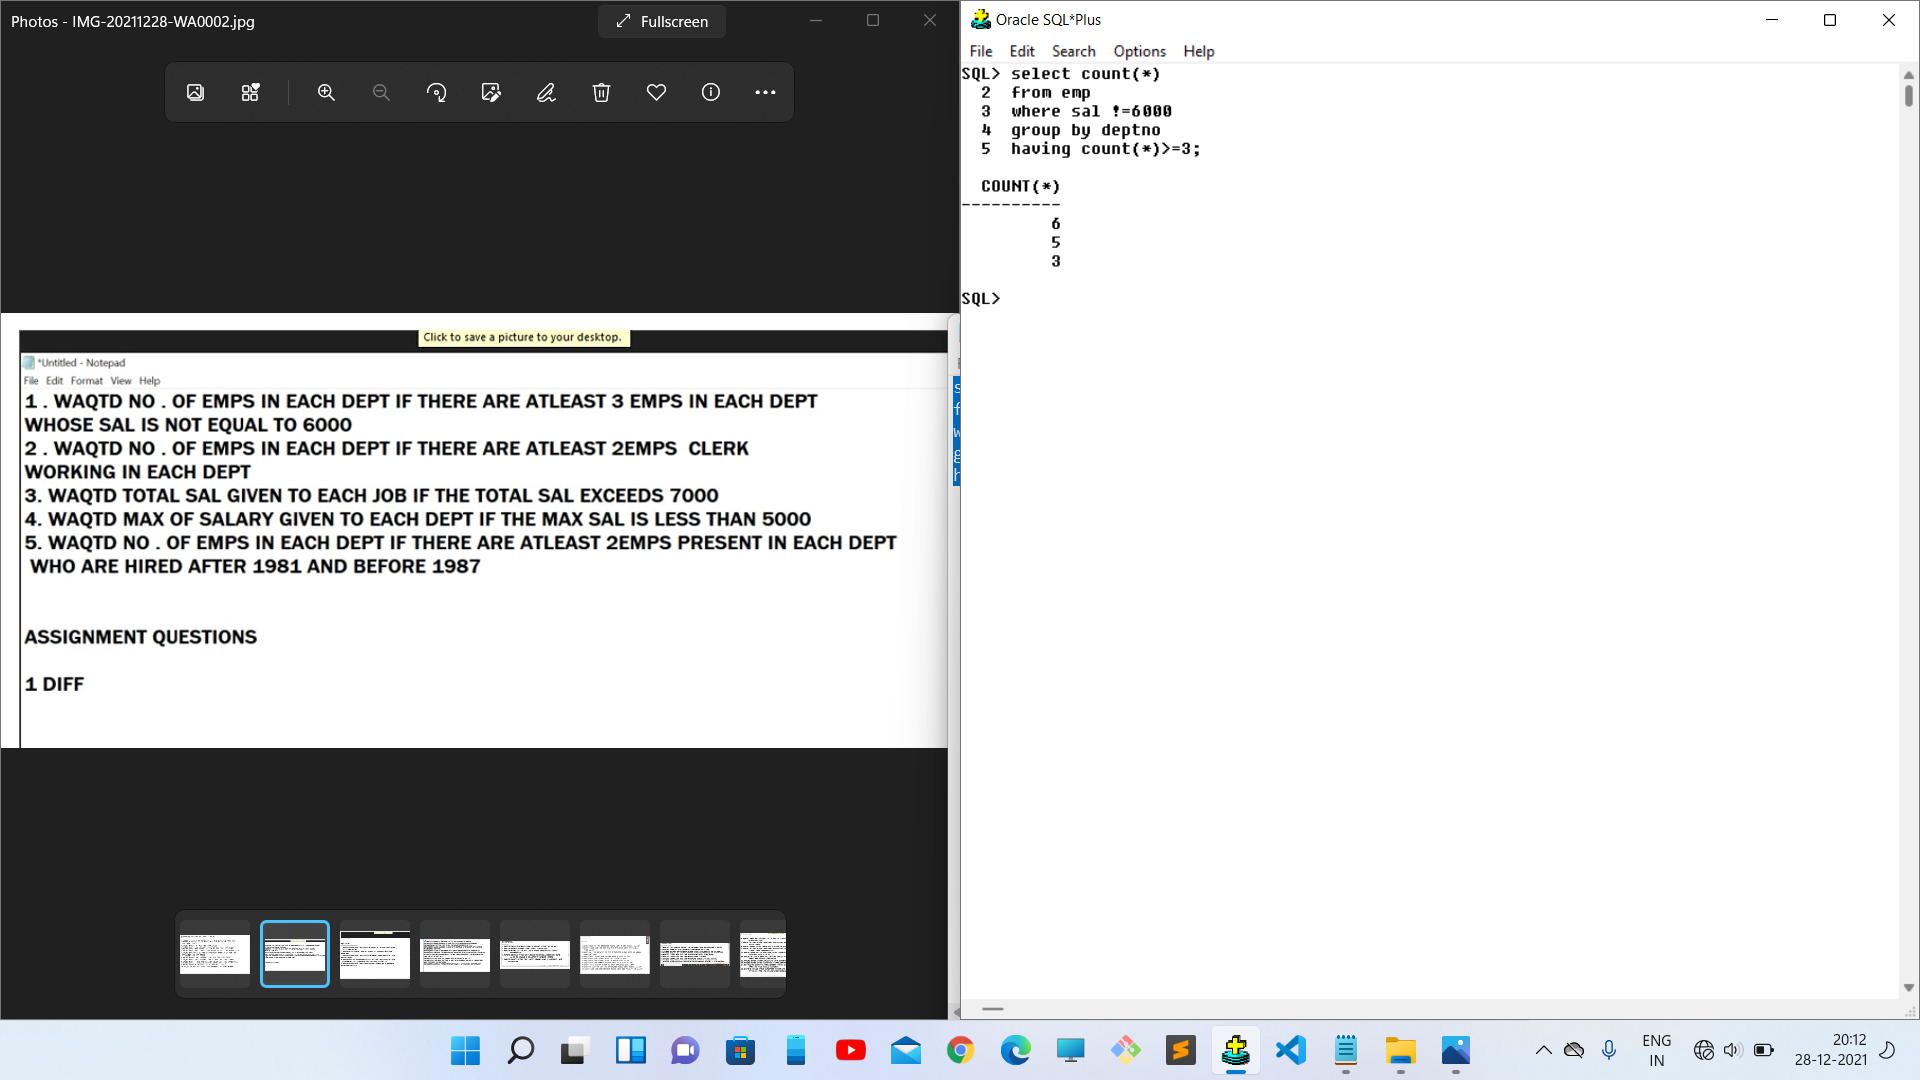 Photos - IMG-20211228-WA0002.jpg
Fullscreen
Click to save a picture to your desktop.
*Untitled - Notepad
File Edit Format View Help
1 . WAQTD NO . OF EMPS IN EACH DEPT IF THERE ARE ATLEAST 3 EMPS IN EACH DEPT
WHOSE SAL IS NOT EQUAL TO 6000
2 . WAQTD NO . OF EMPS IN EACH DEPT IF THERE ARE ATLEAST 2EMPS  CLERK
WORKING IN EACH DEPT
3. WAQTD TOTAL SAL GIVEN TO EACH JOB IF THE TOTAL SAL EXCEEDS 7000
4. WAQTD MAX OF SALARY GIVEN TO EACH DEPT IF THE MAX SAL IS LESS THAN 5000
5. WAQTD NO . OF EMPS IN EACH DEPT IF THERE ARE ATLEAST 2EMPS PRESENT IN EACH DEPT
WHO ARE HIRED AFTER 1981 AND BEFORE 1987
ASSIGNMENT QUESTIONS
1 DIFF
Oracle SQL*Plus
File Edit Search Options Help
SQL> select count(*)
2 from emp
3 where sal !=6000
4 group by deptno
5 having count(*)>=3;
COUNT(*)
----------
6
5
3
SQL>
ENG
IN
20:12
28-12-2021